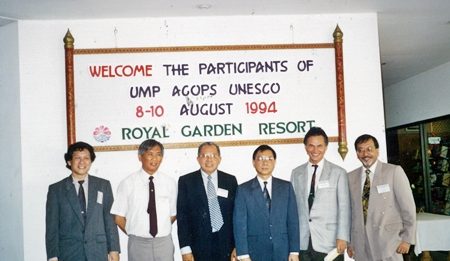 WELCOME THE PARTICIPANTS OF
UMP AGOPS UNESCO
8-10 AUGUST 1994
ROYAL GARDEN RESORT